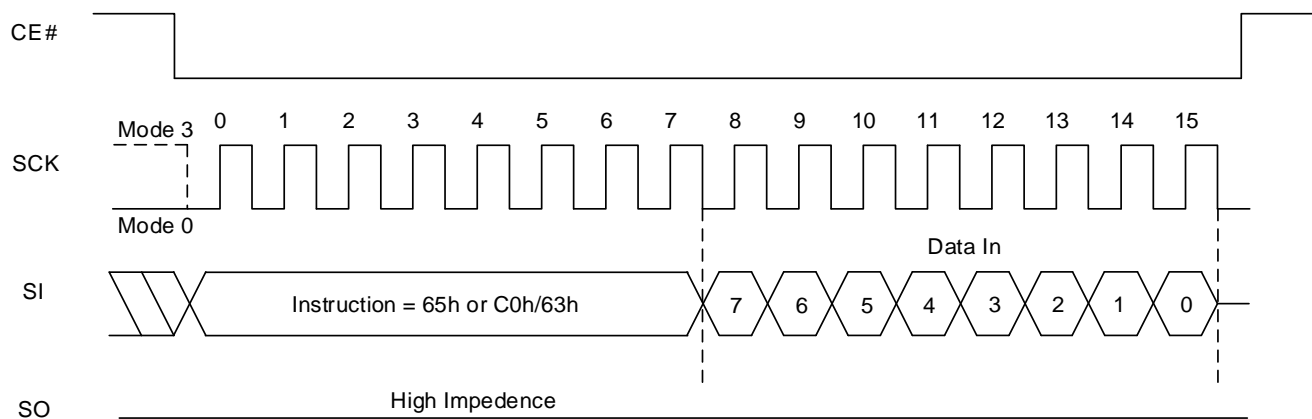 CE#
0 1 2 3 4 5 6 7 8 9 10 11 12 13 14 15
Mode 3
SCK
Mode 0
Data In
SI
Instruction = 65h or C0h/63h
7 6 5 4 3 2 1 0
High Impedence
SO